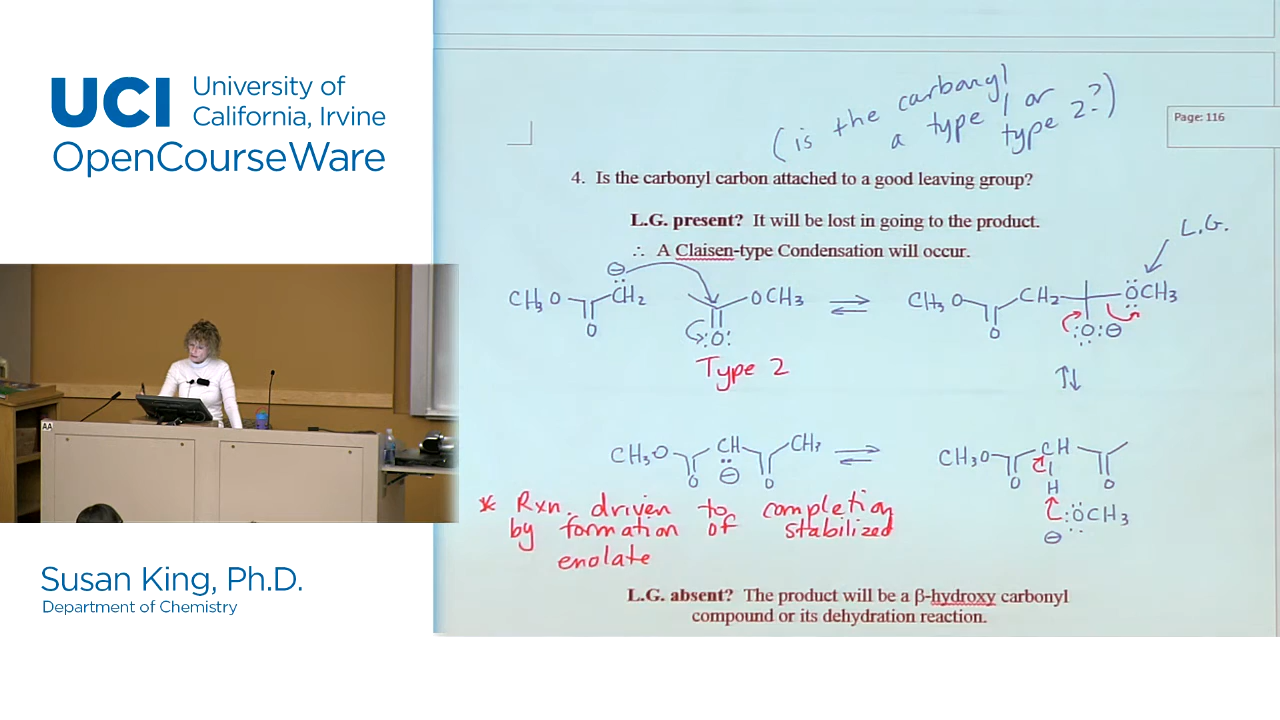 UCI University of
California, Irvine
OpenCourseWare
(is the carbonyl
a type 1 or
type 2?)
Page: 116
4. Is the carbonyl carbon attached to a good leaving group?
L.G. present? It will be lost in going to the product.
L.G.
∴ A Claisen-type Condensation will occur.
CH3O CH2 ⊖ O OCH3 :O: ⇌ CH3O O CH2 ÖCH3 :O:⊖
Type 2
⇅
CH3O O CH ⊖ O CH3 ⇌ CH3O O CH H O
⊖ :ÖCH3
* Rxn. driven to completion
by formation of stabilized
enolate
L.G. absent? The product will be a β-hydroxy carbonyl
compound or its dehydration reaction.
AA
Susan King, Ph.D.
Department of Chemistry